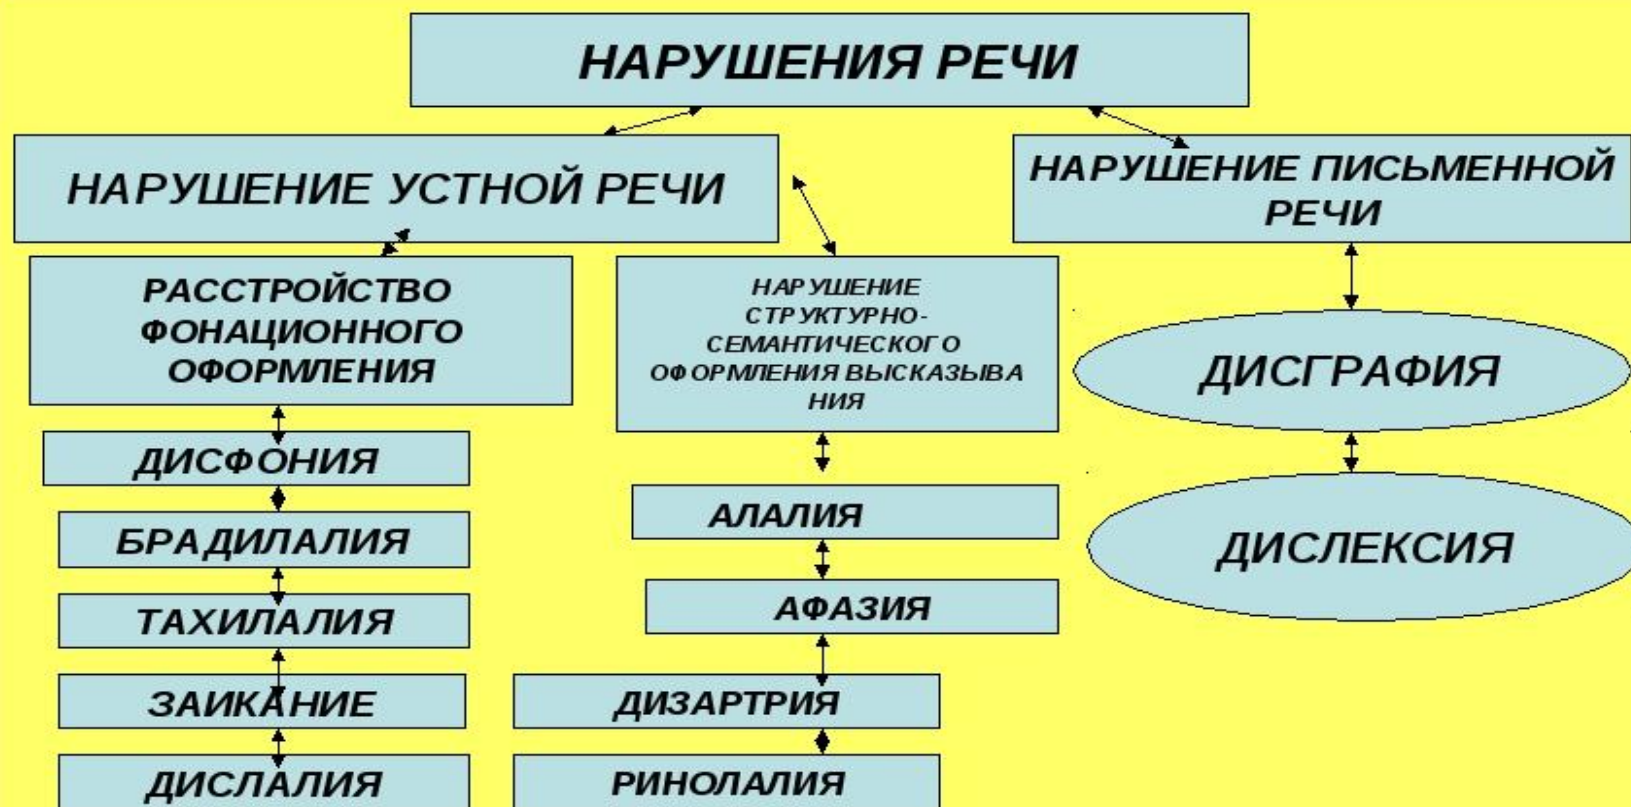 НАРУШЕНИЯ РЕЧИ
НАРУШЕНИЕ УСТНОЙ РЕЧИ
НАРУШЕНИЕ ПИСЬМЕННОЙ
РЕЧИ
РАССТРОЙСТВО
ФОНАЦИОННОГО
ОФОРМЛЕНИЯ
НАРУШЕНИЕ
СТРУКТУРНО-
СЕМАНТИЧЕСКОГО
ОФОРМЛЕНИЯ ВЫСКАЗЫВА
НИЯ
ДИСГРАФИЯ
ДИСФОНИЯ
БРАДИЛАЛИЯ
ТАХИЛАЛИЯ
ЗАИКАНИЕ
ДИСЛАЛИЯ
АЛАЛИЯ
АФАЗИЯ
ДИЗАРТРИЯ
РИНОЛАЛИЯ
ДИСЛЕКСИЯ